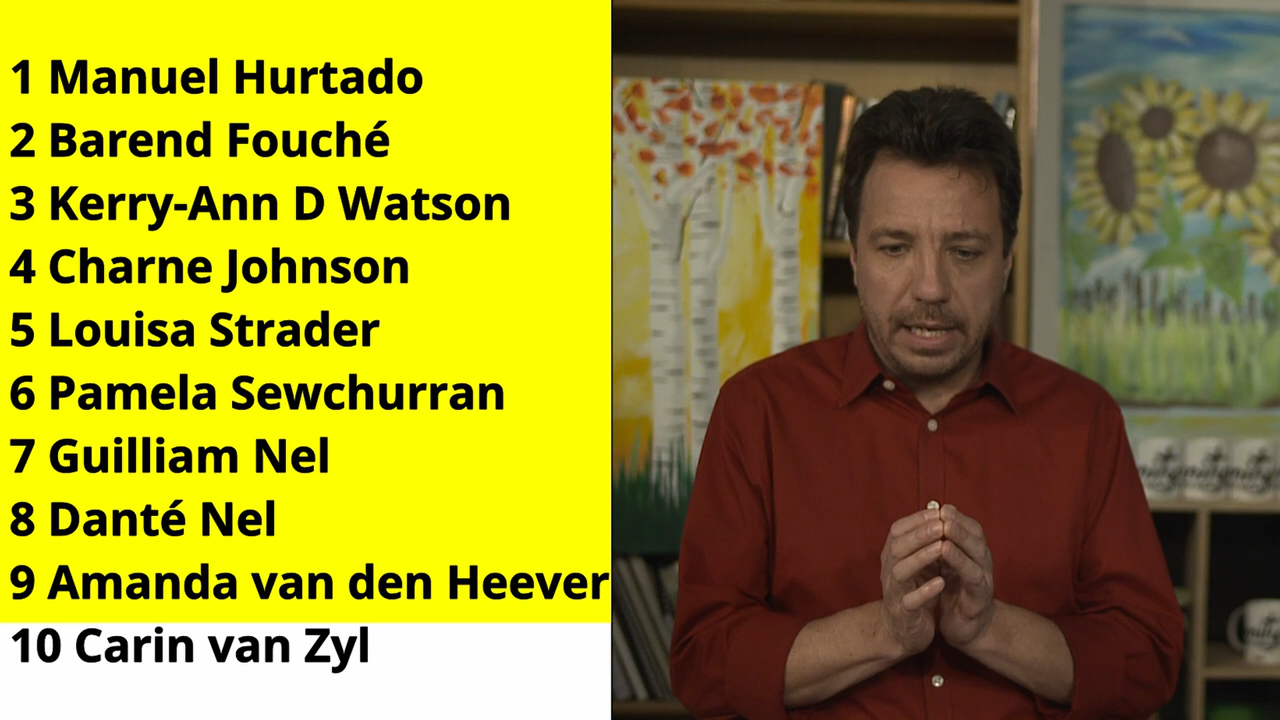 1 Manuel Hurtado
2 Barend Fouché
3 Kerry-Ann D Watson
4 Charne Johnson
5 Louisa Strader
6 Pamela Sewchurran
7 Guilliam Nel
8 Danté Nel
9 Amanda van den Heever
10 Carin van Zyl